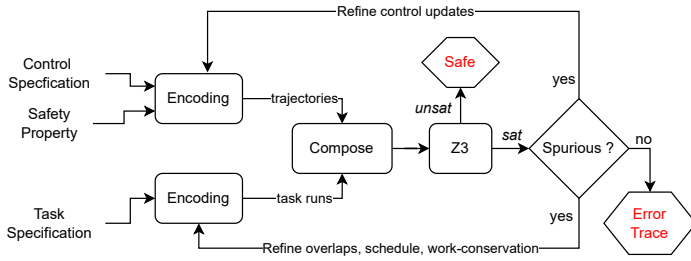 Refine control updates
Control
Specfication
Safe
Encoding
trajectories
yes
Safety
Property
unsat
sat
Compose
Z3
Spurious ?
no
Encoding
task runs
Task
Specification
yes
Error
Trace
Refine overlaps, schedule, work-conservation